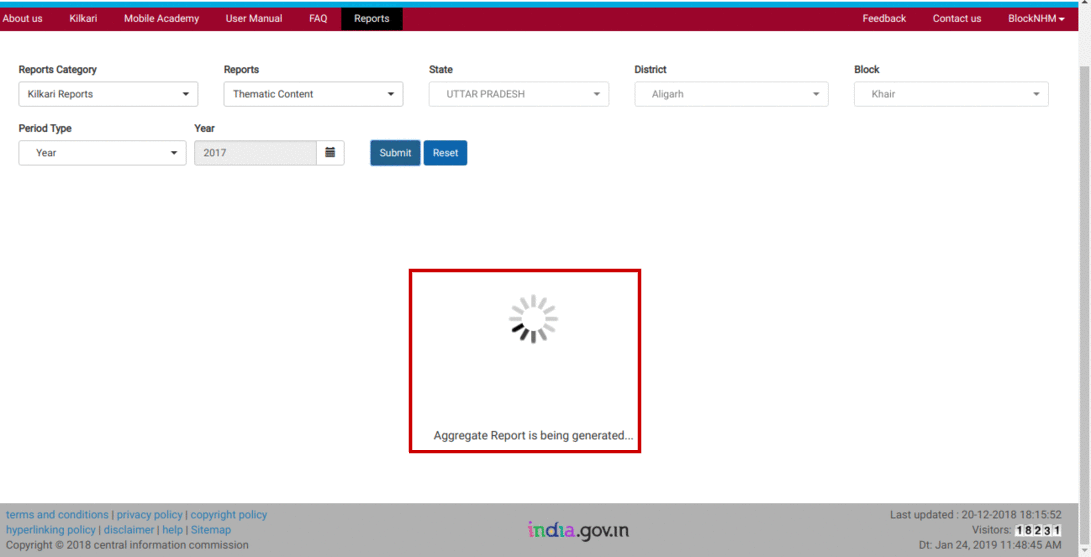 About us Kilkari Mobile Academy User Manual FAQ Reports Feedback Contact us BlockNHM
Reports Category Reports State District Block
Kilkari Reports Thematic Content UTTAR PRADESH Aligarh Khair
Period Type Year
Year 2017 Submit Reset
Aggregate Report is being generated...
terms and conditions | privacy policy | copyright policy
hyperlinking policy | disclaimer | help | Sitemap
Copyright © 2018 central information commission
india.gov.in
Last updated : 20-12-2018 18:15:52
Visitors: 18231
Dt: Jan 24, 2019 11:48:45 AM